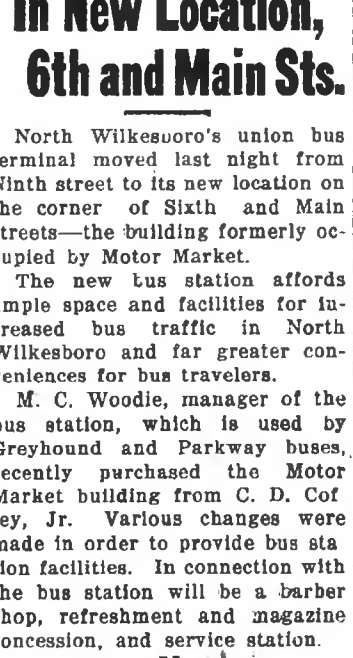 In New Location,
6th and Main Sts.
North Wilkesboro's union bus
erminal moved last night from
Ninth street to its new location on
he corner of Sixth and Main
treets—the building formerly oc-
upied by Motor Market.
The new bus station affords
mple space and facilities for in-
reased bus traffic in North
Wilkesboro and far greater con-
eniences for bus travelers.
M. C. Woodie, manager of the
bus station, which is used by
Greyhound and Parkway buses,
ecently purchased the Motor
Market building from C. D. Cof
ey, Jr. Various changes were
made in order to provide bus sta
ion facilities. In connection with
he bus station will be a barber
hop, refreshment and magazine
oncession, and service station.